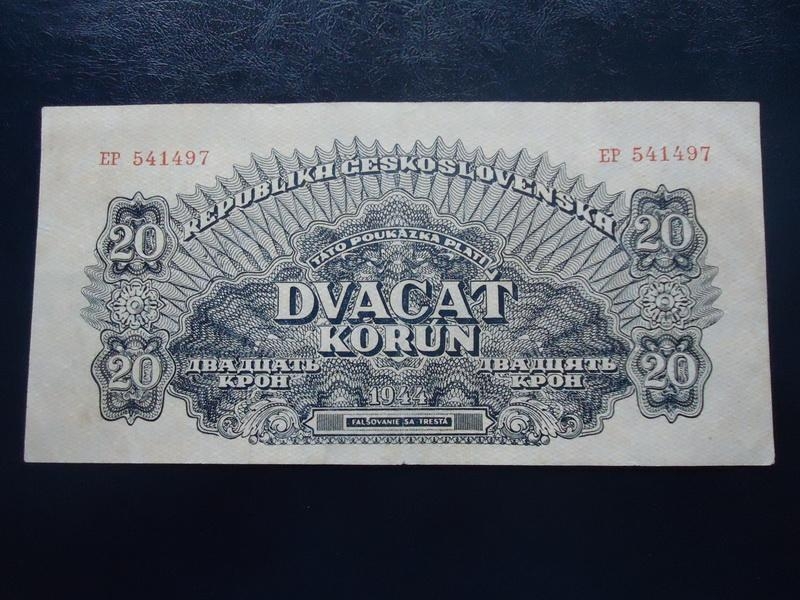 EP 541497
EP 541497
REPUBLIKA ČESKOSLOVENSKÁ
TÁTO POUKÁZKA PLATÍ
20
20
DVACAŤ
KORÚN
20
20
ДВАДЦАТЬ
КРОН
ДВАДЦЯТЬ
КРОН
1944
FALŠOVANIE SA TRESTÁ